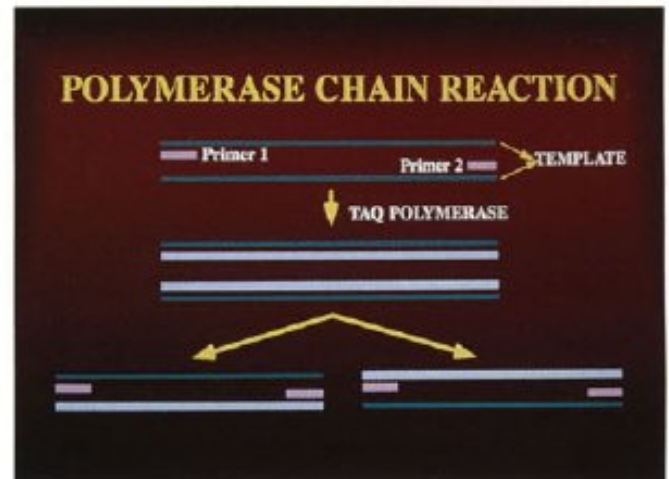 POLYMERASE CHAIN REACTION
Primer 1
Primer 2
TEMPLATE
TAQ POLYMERASE